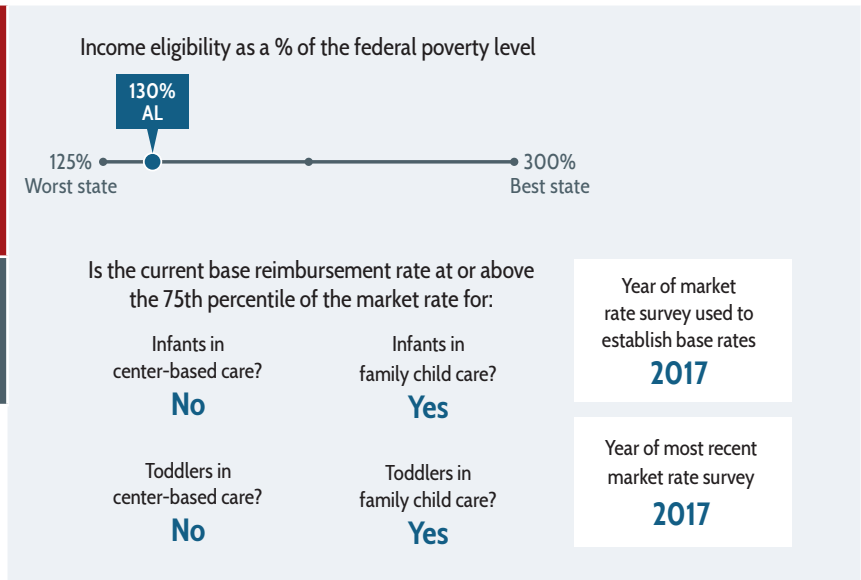 Income eligibility as a % of the federal poverty level
130%
AL
125%
Worst state
300%
Best state
Is the current base reimbursement rate at or above
the 75th percentile of the market rate for:
Infants in
center-based care?
No
Infants in
family child care?
Yes
Toddlers in
center-based care?
No
Toddlers in
family child care?
Yes
Year of market
rate survey used to
establish base rates
2017
Year of most recent
market rate survey
2017